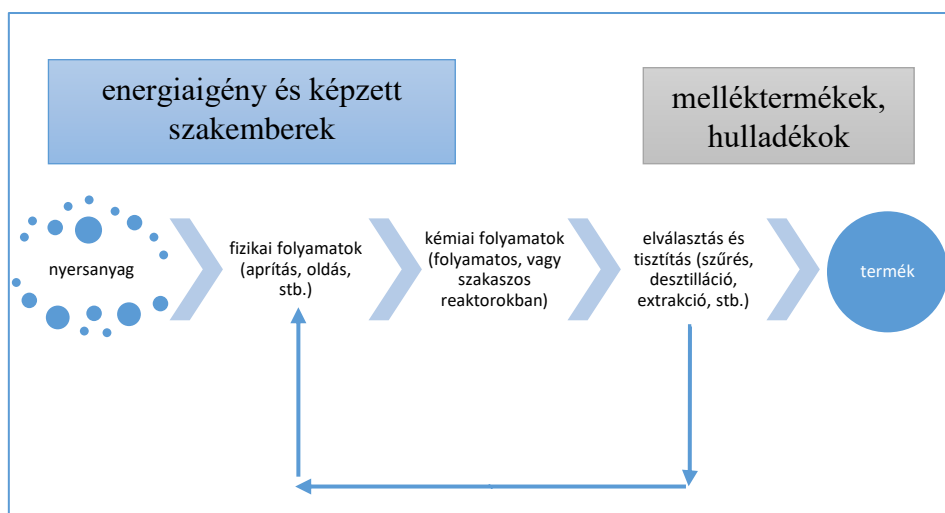 energiaigény és képzett
szakemberek
melléktermékek,
hulladékok
nyersanyag
fizikai folyamatok
(aprítás, oldás,
stb.)
kémiai folyamatok
(folyamatos, vagy
szakaszos
reaktorokban)
elválasztás és
tisztítás (szűrés,
desztilláció,
extrakció, stb.)
termék